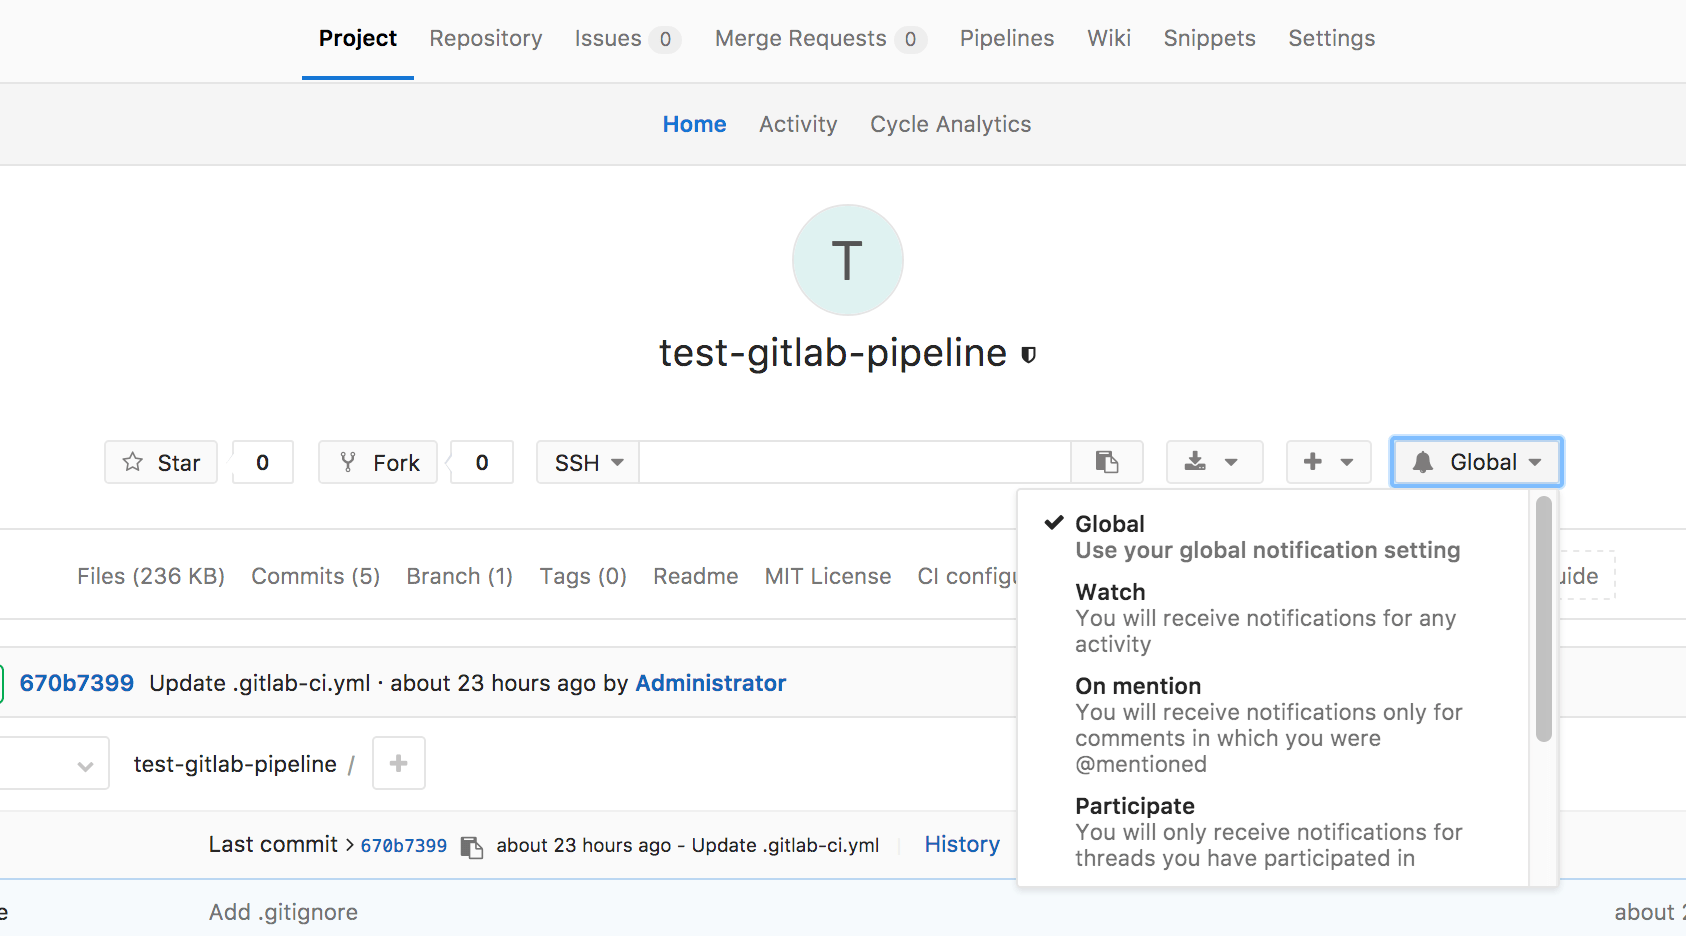 Project Repository Issues 0 Merge Requests 0 Pipelines Wiki Snippets Settings
Home Activity Cycle Analytics
T
test-gitlab-pipeline
Star 0 Fork 0 SSH Global
Global
Use your global notification setting
Files (236 KB) Commits (5) Branch (1) Tags (0) Readme MIT License CI
Watch
You will receive notifications for any
activity
670b7399 Update .gitlab-ci.yml · about 23 hours ago by Administrator
On mention
You will receive notifications only for
comments in which you were
@mentioned
test-gitlab-pipeline /
Participate
You will only receive notifications for
threads you have participated in
Last commit > 670b7399 about 23 hours ago - Update .gitlab-ci.yml History
Add .gitignore about